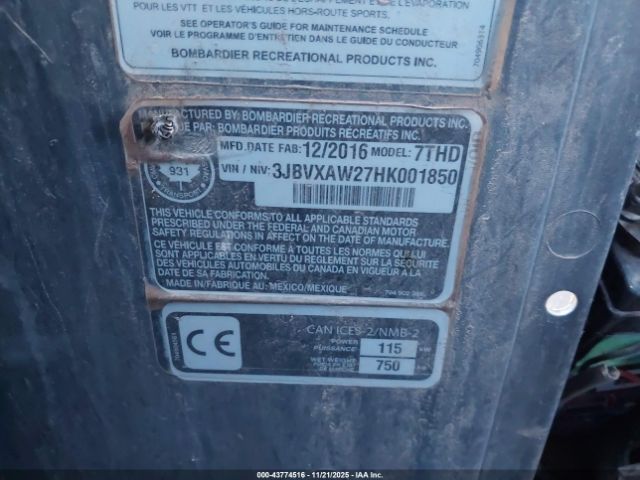 POUR LES VTT ET LES VÉHICULES HORS-ROUTE SPORTS.
SEE OPERATOR'S GUIDE FOR MAINTENANCE SCHEDULE
VOIR LE PROGRAMME D'ENTRETIEN DANS LE GUIDE DU CONDUCTEUR
BOMBARDIER RECREATIONAL PRODUCTS INC.
704906314
MANUFACTURED BY: BOMBARDIER RECREATIONAL PRODUCTS INC.
PAR: BOMBARDIER PRODUITS RÉCRÉATIFS INC.
MFD. DATE FAB: 12/2016 MODEL: 7THD
VIN / NIV: 3JBVXAW27HK001850
931
TRANSPORT
THIS VEHICLE CONFORMS TO ALL APPLICABLE STANDARDS
PRESCRIBED UNDER THE FEDERAL AND CANADIAN MOTOR
SAFETY REGULATIONS IN AFFECT ON THE DATE OF MANUFACTURE.
CE VÉHICULE EST CONFORME A TOUTES LES NORMES QUI LUI
SONT APPLICABLES EN VERTU DU REGLEMENT SUR LA SÉCURITÉ
DES VEHICULES AUTOMOBILES DU CANADA EN VIGUEUR A LA
DATE DE SA FABRICATION.
MADE IN/FABRIQUÉ AU: MEXICO/MEXIQUE
CE
CAN ICES-2/NMB-2
POWER
PUISSANCE 115 kW
WET WEIGHT 750
000-43774516 - 11/21/2025 - IAA Inc.